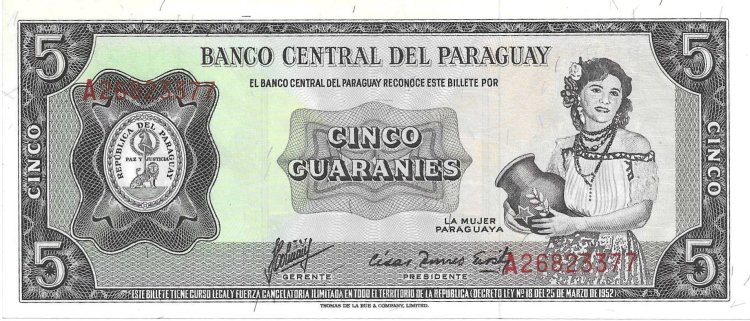 5
5
BANCO CENTRAL DEL PARAGUAY
EL BANCO CENTRAL DEL PARAGUAY RECONOCE ESTE BILLETE POR
A26823377
REPÚBLICA DEL PARAGUAY
PAZ Y JUSTICIA
CINCO
CINCO
GUARANIES
CINCO
LA MUJER
PARAGUAYA
GERENTE
PRESIDENTE
A26823377
5
5
ESTE BILLETE TIENE CURSO LEGAL Y FUERZA CANCELATORIA ILIMITADA EN TODO EL TERRITORIO DE LA REPUBLICA (DECRETO LEY Nº 18 DEL 25 DE MARZO DE 1952)
THOMAS DE LA RUE & COMPANY, LIMITED.